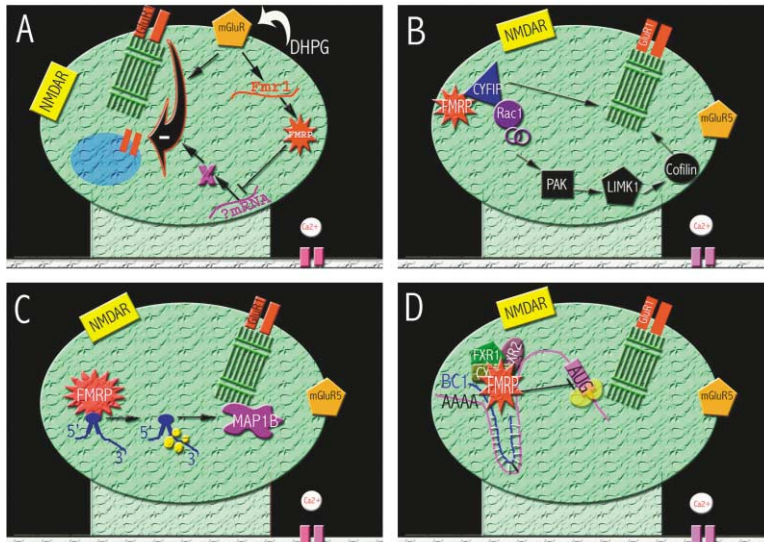 A
GluR1
mGluR
DHPG
NMDAR
Fmr1
FMRP
X
?mRNA
Ca2+
B
NMDAR
GluR1
CYFIP
FMRP
Rac1
mGluR5
Cofilin
PAK
LIMK1
Ca2+
C
NMDAR
FMRP
mGluR5
5'
3'
5'
3'
MAP1B
Ca2+
D
NMDAR
GluR1
FXR1
FMRP
BC1
AAAA
AUG
mGluR5
Ca2+